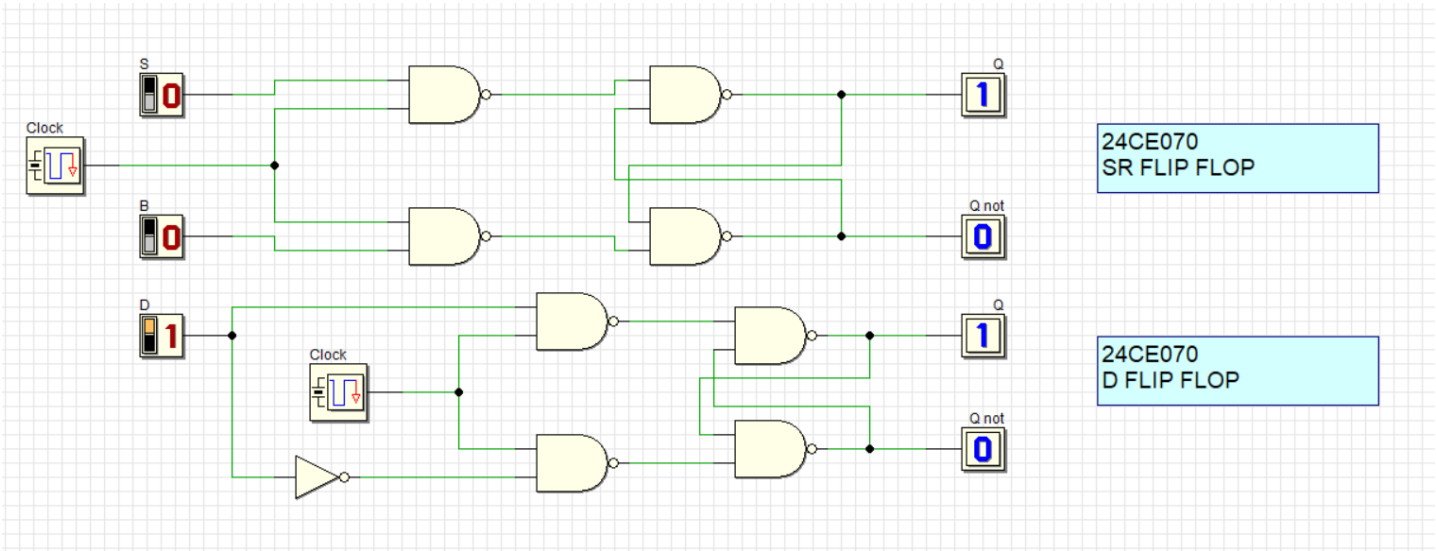 S
0
Q
1
Clock
24CE070
SR FLIP FLOP
B
0
Q not
0
D
1
Q
1
Clock
24CE070
D FLIP FLOP
Q not
0